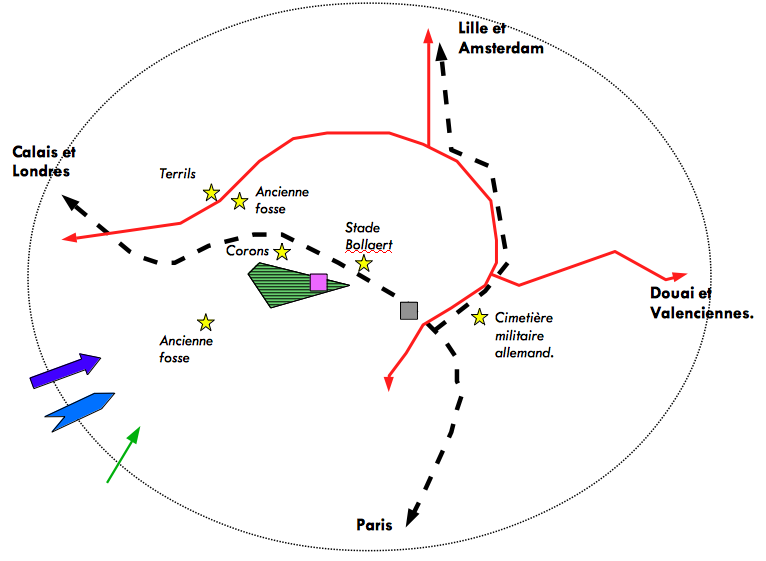 Lille et
Amsterdam
Calais et
Londres
Terrils
Ancienne
fosse
Stade
Bollaert
Corons
Douai et
Valenciennes.
Cimetière
militaire
allemand.
Ancienne
fosse
Paris